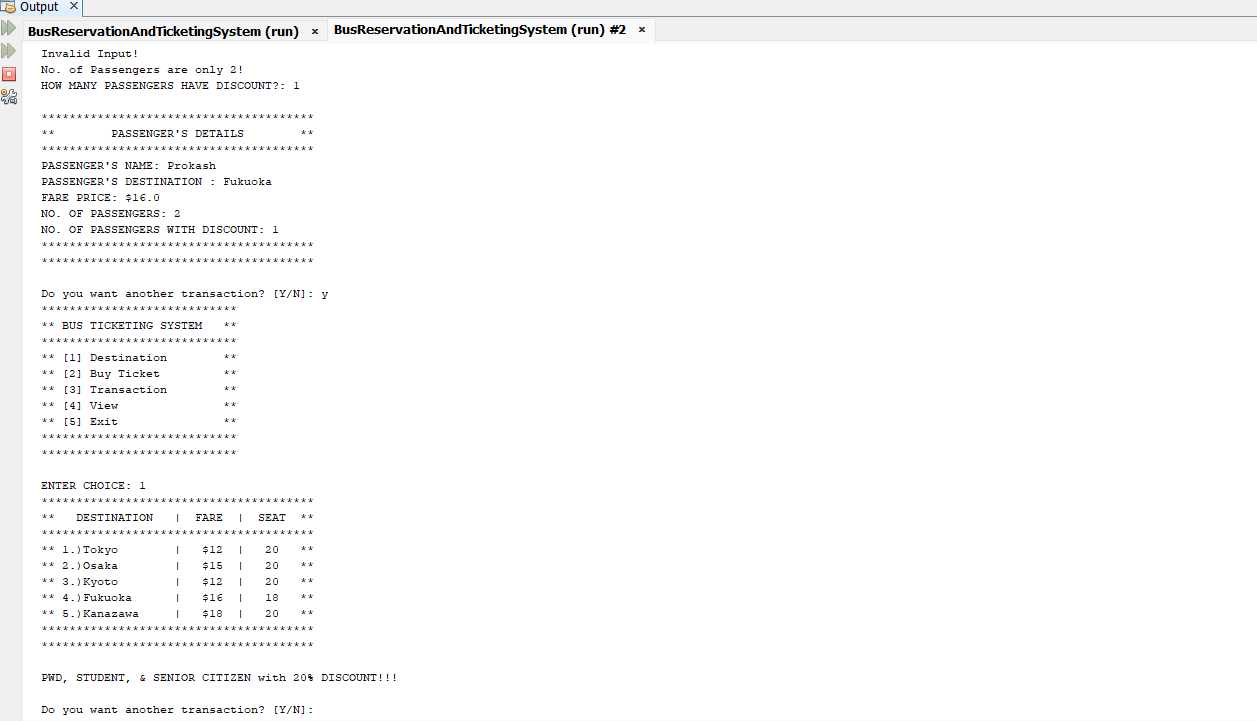 Output ×
BusReservationAndTicketingSystem (run) × BusReservationAndTicketingSystem (run) #2 ×
Invalid Input!
No. of Passengers are only 2!
HOW MANY PASSENGERS HAVE DISCOUNT?: 1
***************************************
**        PASSENGER'S DETAILS        **
***************************************
PASSENGER'S NAME: Prokash
PASSENGER'S DESTINATION : Fukuoka
FARE PRICE: $16.0
NO. OF PASSENGERS: 2
NO. OF PASSENGERS WITH DISCOUNT: 1
***************************************
***************************************
Do you want another transaction? [Y/N]: y
****************************
** BUS TICKETING SYSTEM   **
****************************
** [1] Destination        **
** [2] Buy Ticket         **
** [3] Transaction        **
** [4] View               **
** [5] Exit               **
****************************
****************************
ENTER CHOICE: 1
***************************************
**   DESTINATION   |  FARE  |  SEAT  **
***************************************
** 1.)Tokyo        |   $12  |   20   **
** 2.)Osaka        |   $15  |   20   **
** 3.)Kyoto        |   $12  |   20   **
** 4.)Fukuoka      |   $16  |   18   **
** 5.)Kanazawa     |   $18  |   20   **
***************************************
***************************************
PWD, STUDENT, & SENIOR CITIZEN with 20% DISCOUNT!!!
Do you want another transaction? [Y/N]: